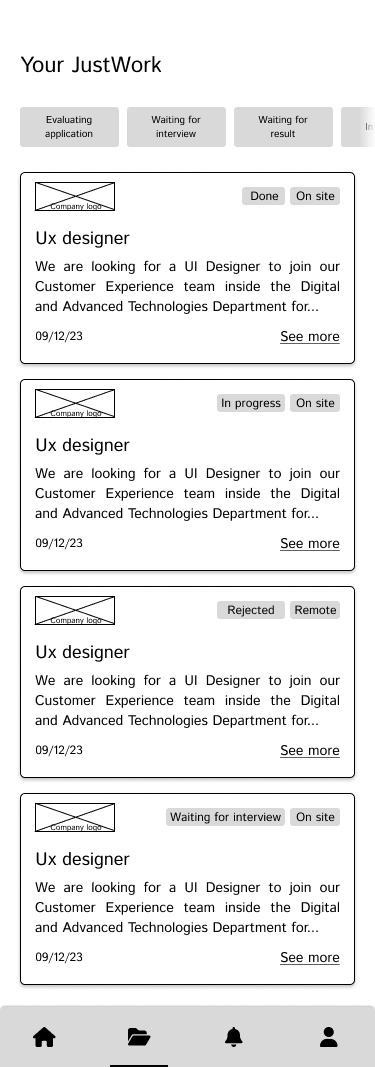 Your JustWork
Evaluating
application
Waiting for
interview
Waiting for
result
In
Company logo
Done
On site
Ux designer
We are looking for a UI Designer to join our
Customer Experience team inside the Digital
and Advanced Technologies Department for...
09/12/23
See more
Company logo
In progress
On site
Ux designer
We are looking for a UI Designer to join our
Customer Experience team inside the Digital
and Advanced Technologies Department for...
09/12/23
See more
Company logo
Rejected
Remote
Ux designer
We are looking for a UI Designer to join our
Customer Experience team inside the Digital
and Advanced Technologies Department for...
09/12/23
See more
Company logo
Waiting for interview
On site
Ux designer
We are looking for a UI Designer to join our
Customer Experience team inside the Digital
and Advanced Technologies Department for...
09/12/23
See more